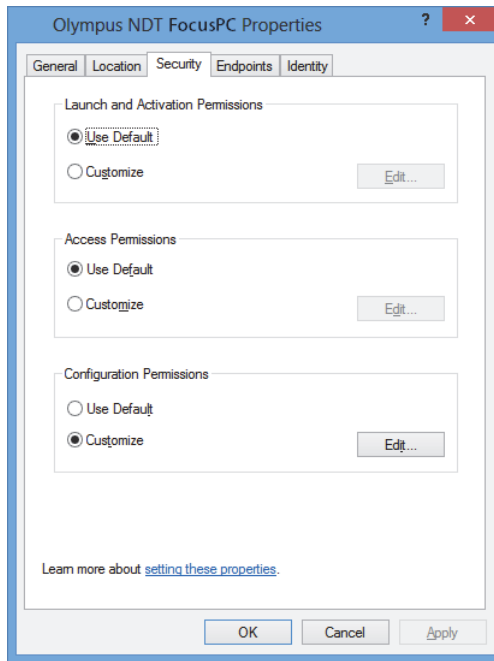 Olympus NDT FocusPC Properties
?
×
General Location Security Endpoints Identity
Launch and Activation Permissions
Use Default
Customize
Edit...
Access Permissions
Use Default
Customize
Edit...
Configuration Permissions
Use Default
Customize
Edit...
Learn more about setting these properties.
OK Cancel Apply